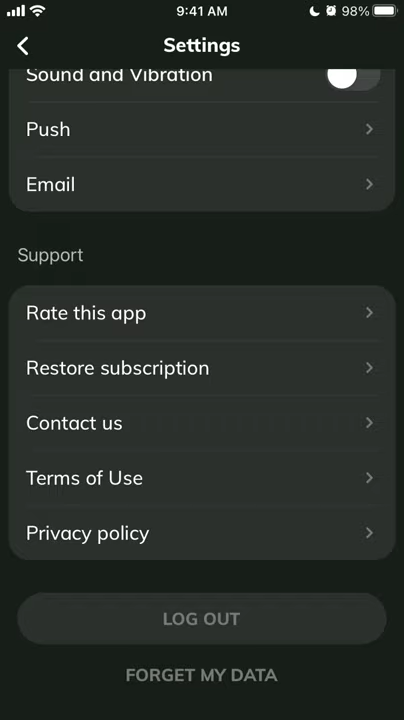 9:41 AM
98%
Settings
Sound and Vibration
Push
Email
Support
Rate this app
Restore subscription
Contact us
Terms of Use
Privacy policy
LOG OUT
FORGET MY DATA